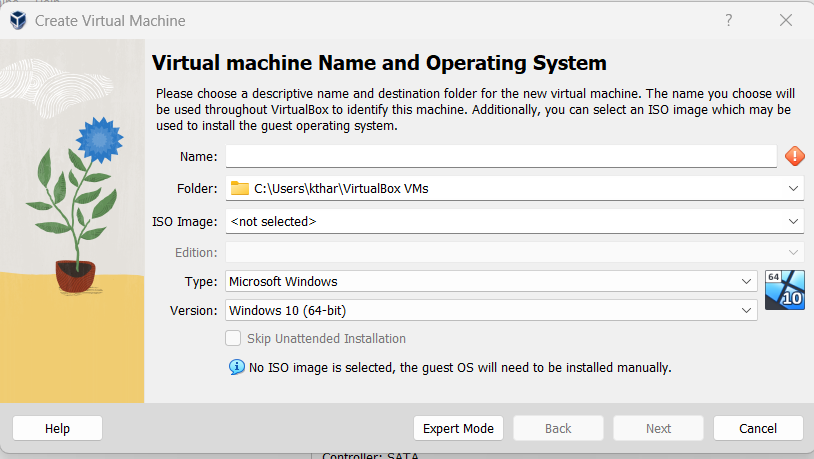 Create Virtual Machine
?
Virtual machine Name and Operating System
Please choose a descriptive name and destination folder for the new virtual machine. The name you choose will
be used throughout VirtualBox to identify this machine. Additionally, you can select an ISO image which may be
used to install the guest operating system.
Name:
Folder: C:\Users\kthar\VirtualBox VMs
ISO Image: <not selected>
Edition:
Type: Microsoft Windows
64
10
Version: Windows 10 (64-bit)
Skip Unattended Installation
No ISO image is selected, the guest OS will need to be installed manually.
Help Expert Mode Back Next Cancel
Controller: SATA